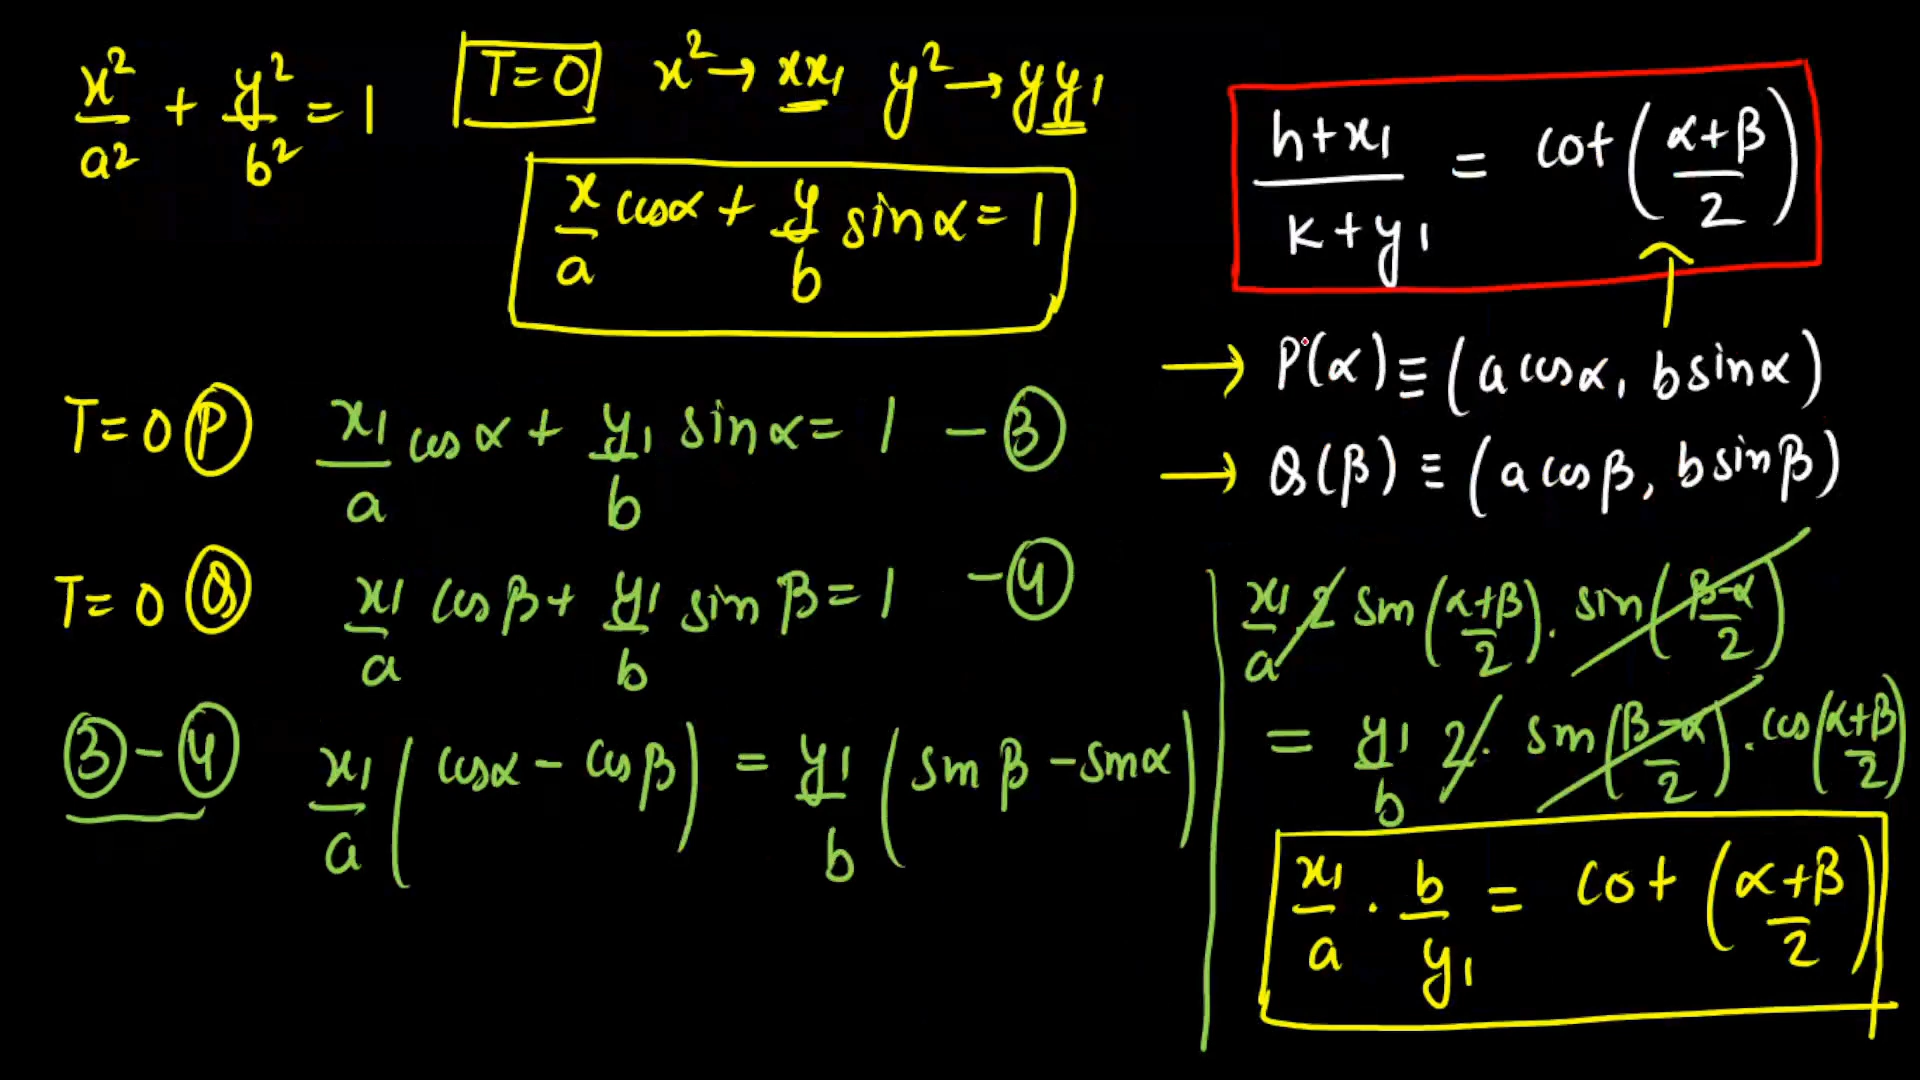 x²/a² + y²/b² = 1
T=0 x² → xx₁ y² → yy₁
x/a cosα + y/b sinα = 1
(h+x₁)/(k+y₁) = cot((α+β)/2)
→ P(α) ≡ (a cosα, b sinα)
→ Q(β) ≡ (a cosβ, b sinβ)
T=0 (P) x₁/a cosα + y₁/b sinα = 1 - (3)
T=0 (Q) x₁/a cosβ + y₁/b sinβ = 1 - (4)
(3) - (4) x₁/a (cosα - cosβ) = y₁/b (sinβ - sinα)
x₁/a 2 sin((α+β)/2) . sin((β-α)/2)
= y₁/b 2 . sin((β-α)/2) . cos((α+β)/2)
x₁/a . b/y₁ = cot((α+β)/2)